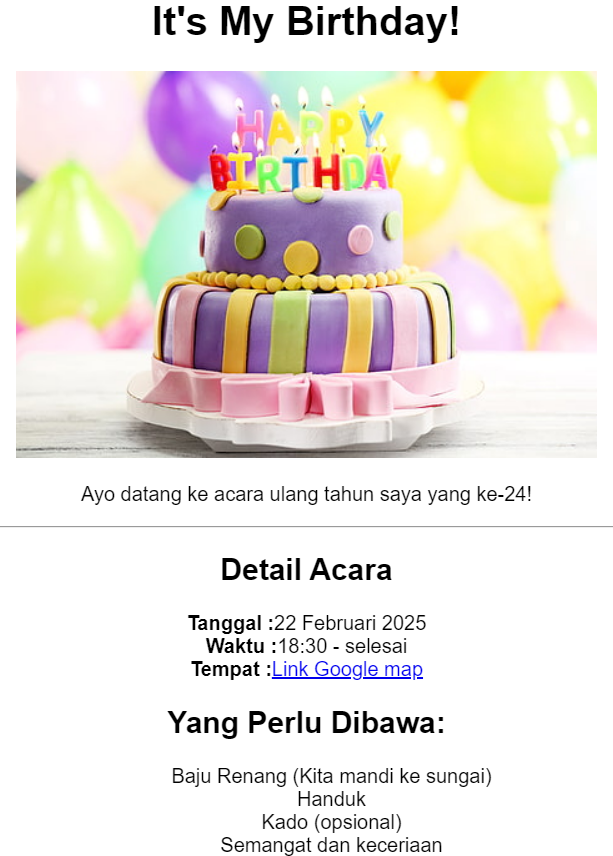 It's My Birthday!
HAPPY
BIRTHDAY
Ayo datang ke acara ulang tahun saya yang ke-24!
Detail Acara
Tanggal :22 Februari 2025
Waktu :18:30 - selesai
Tempat :Link Google map
Yang Perlu Dibawa:
Baju Renang (Kita mandi ke sungai)
Handuk
Kado (opsional)
Semangat dan keceriaan